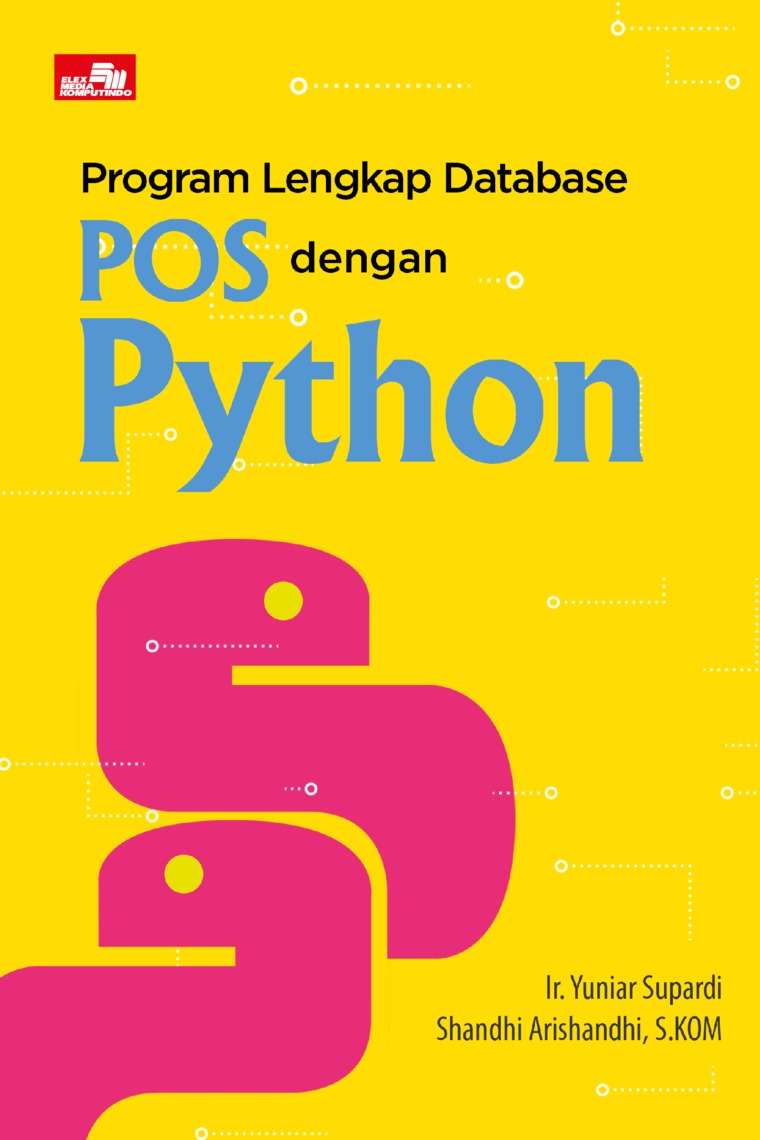 ELEX
MEDIA
KOMPUTINDO
Program Lengkap Database
POS dengan
Python
Ir. Yuniar Supardi
Shandhi Arishandhi, S.KOM